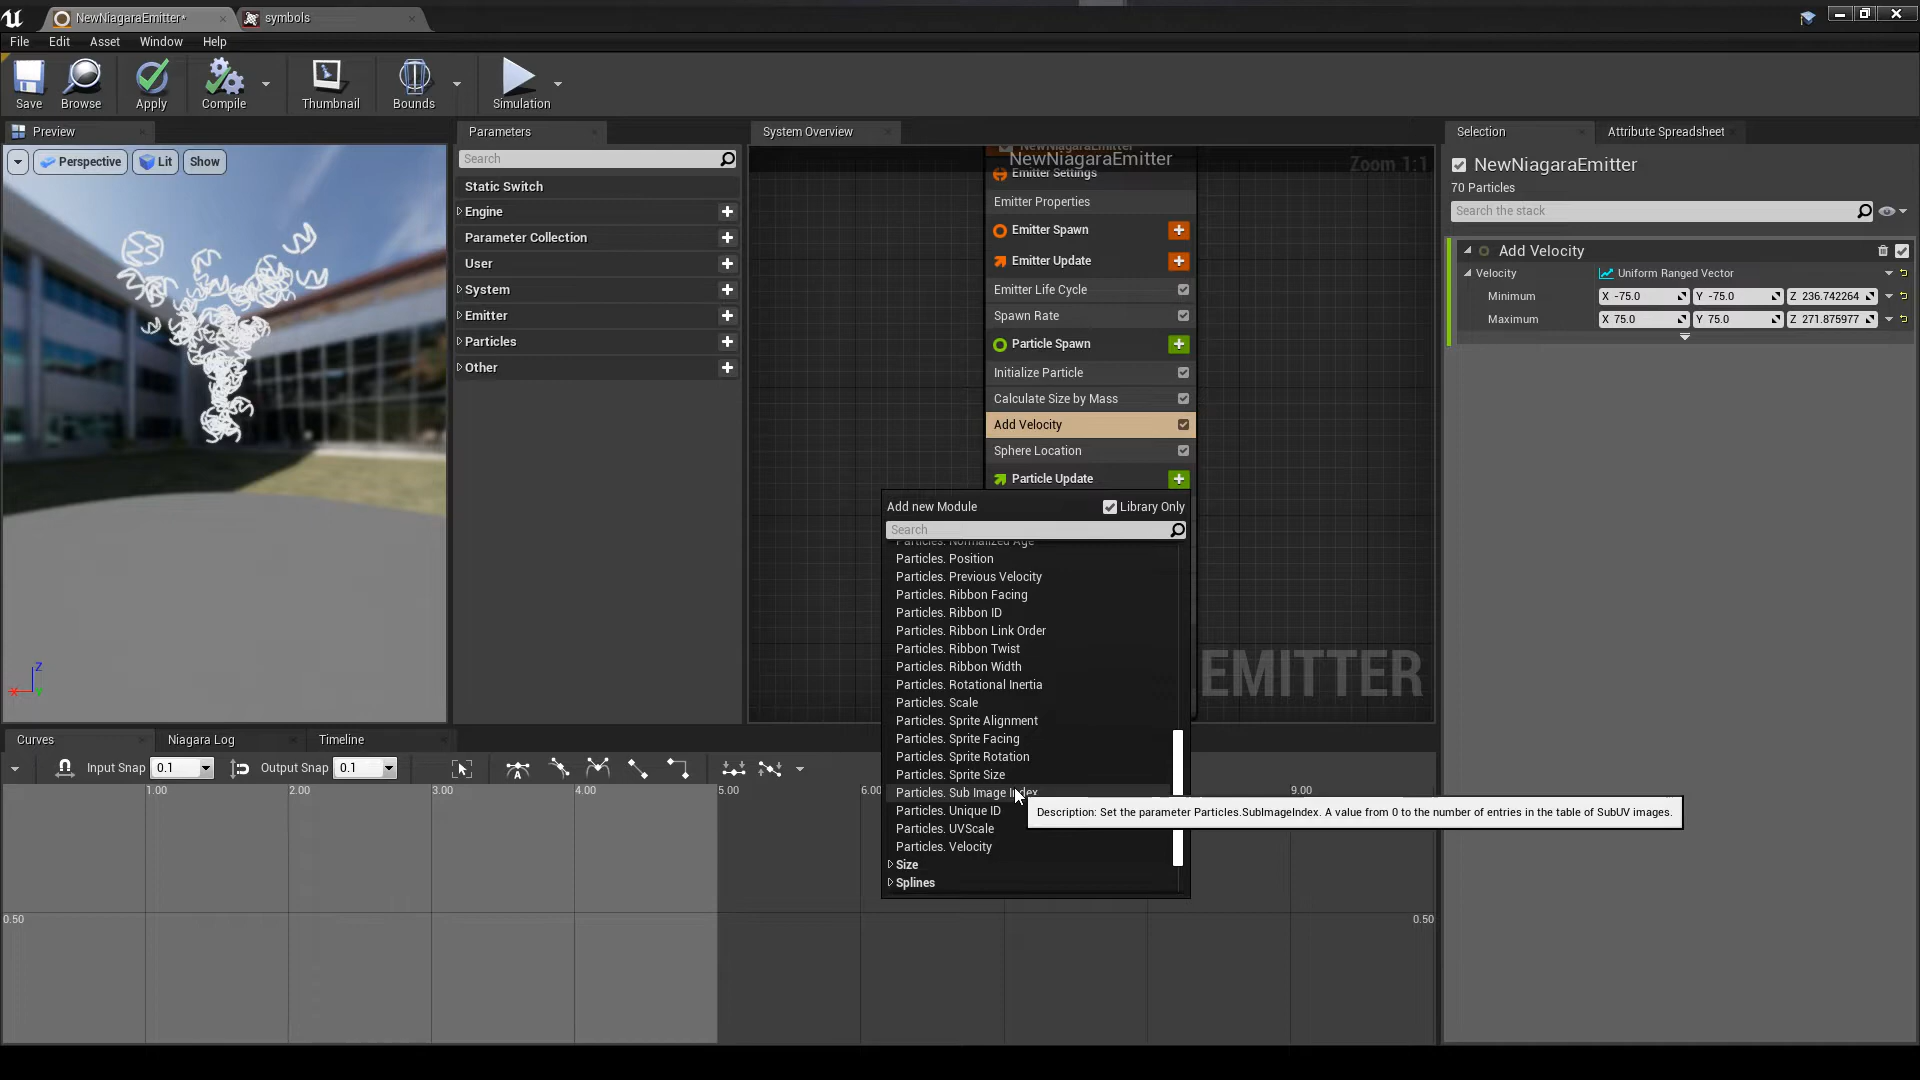 NewNiagaraEmitter*
symbols
File
Edit
Asset
Window
Help
Save
Browse
Apply
Compile
Thumbnail
Bounds
Simulation
Preview
Perspective
Lit
Show
Z
X
Y
Parameters
Search
Static Switch
Engine
Parameter Collection
User
System
Emitter
Particles
Other
System Overview
NewNiagaraEmitter
NewNiagaraEmitter
Zoom 1:1
Emitter Settings
Emitter Properties
Emitter Spawn
Emitter Update
Emitter Life Cycle
Spawn Rate
Particle Spawn
Initialize Particle
Calculate Size by Mass
Add Velocity
Sphere Location
Particle Update
EMITTER
Add new Module
Library Only
Search
Particles. Normalized Age
Particles. Position
Particles. Previous Velocity
Particles. Ribbon Facing
Particles. Ribbon ID
Particles. Ribbon Link Order
Particles. Ribbon Twist
Particles. Ribbon Width
Particles. Rotational Inertia
Particles. Scale
Particles. Sprite Alignment
Particles. Sprite Facing
Particles. Sprite Rotation
Particles. Sprite Size
Particles. Sub Image Index
Particles. Unique ID
Particles. UVScale
Particles. Velocity
Size
Splines
Description: Set the parameter Particles.SubImageIndex. A value from 0 to the number of entries in the table of SubUV images.
Selection
Attribute Spreadsheet
NewNiagaraEmitter
70 Particles
Search the stack
Add Velocity
Velocity
Uniform Ranged Vector
Minimum
X -75.0
Y -75.0
Z 236.742264
Maximum
X 75.0
Y 75.0
Z 271.875977
Curves
Niagara Log
Timeline
Input Snap
0.1
Output Snap
0.1
1.00
2.00
3.00
4.00
5.00
6.00
9.00
0.50
0.50